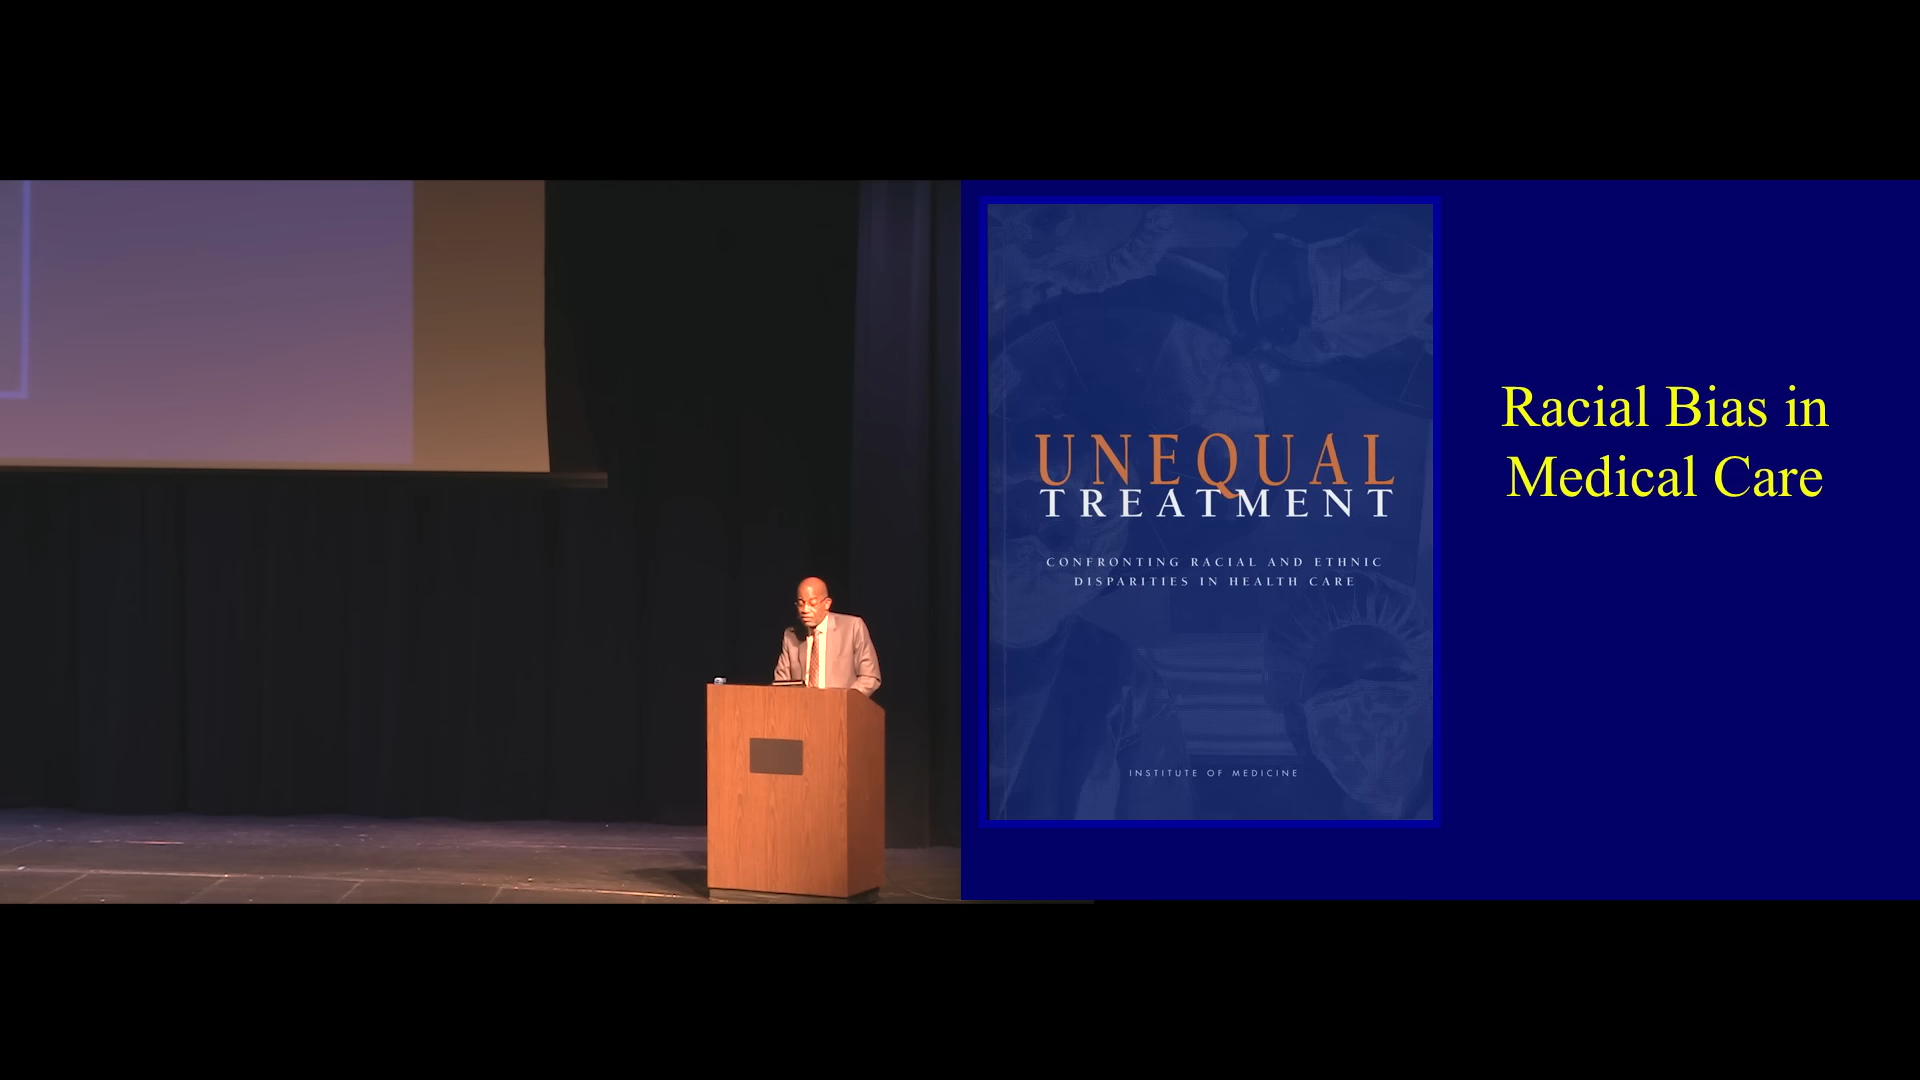 UNEQUAL
TREATMENT
CONFRONTING RACIAL AND ETHNIC
DISPARITIES IN HEALTH CARE
INSTITUTE OF MEDICINE
Racial Bias in
Medical Care